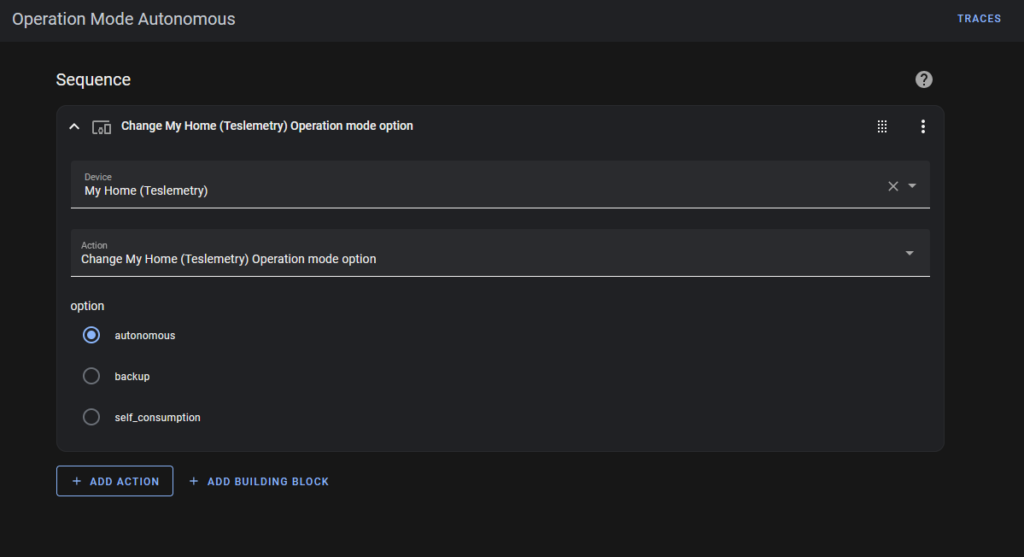 Operation Mode Autonomous
TRACES
Sequence
?
Change My Home (Teslemetry) Operation mode option
Device
My Home (Teslemetry)
Action
Change My Home (Teslemetry) Operation mode option
option
autonomous
backup
self_consumption
+ ADD ACTION + ADD BUILDING BLOCK